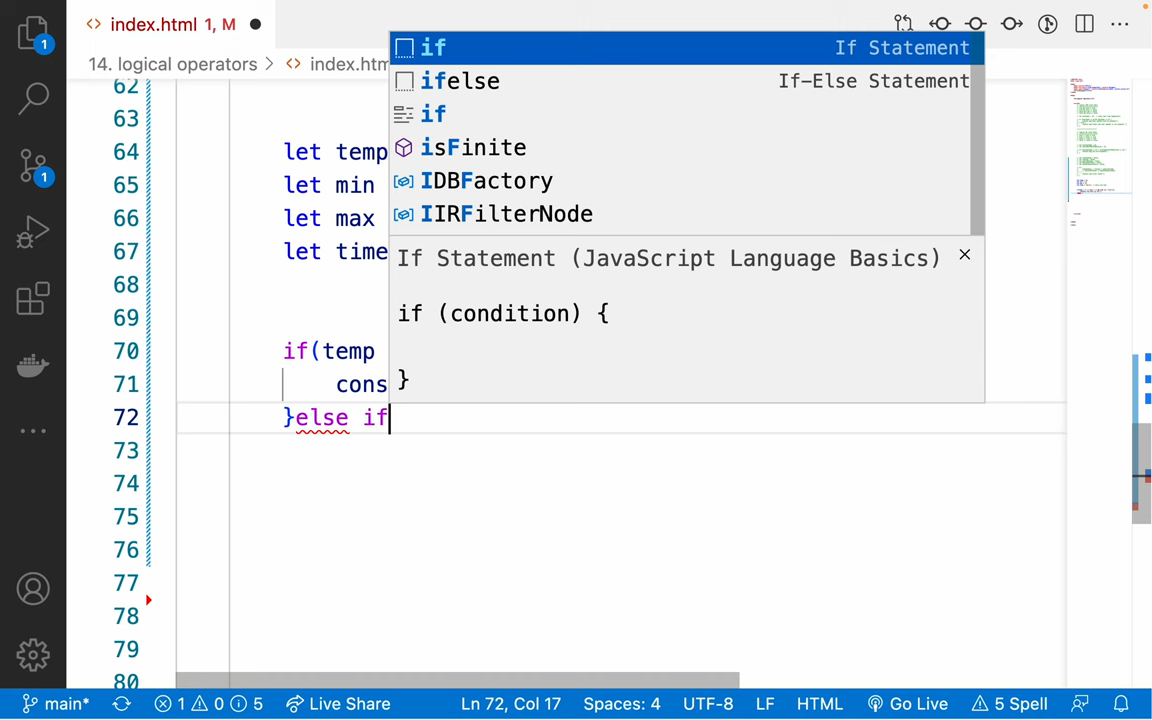 index.html 1, M
14. logical operators > index.htm
if If Statement
ifelse If-Else Statement
if
isFinite
IDBFactory
IIRFilterNode
If Statement (JavaScript Language Basics) ×
if (condition) {
}
1
1
62
63
64 let temp
65 let min
66 let max
67 let time
68
69
70 if(temp
71 cons
72 }else if
73
74
75
76
77
78
79
80
main* 1 0 5 Live Share Ln 72, Col 17 Spaces: 4 UTF-8 LF HTML Go Live 5 Spell